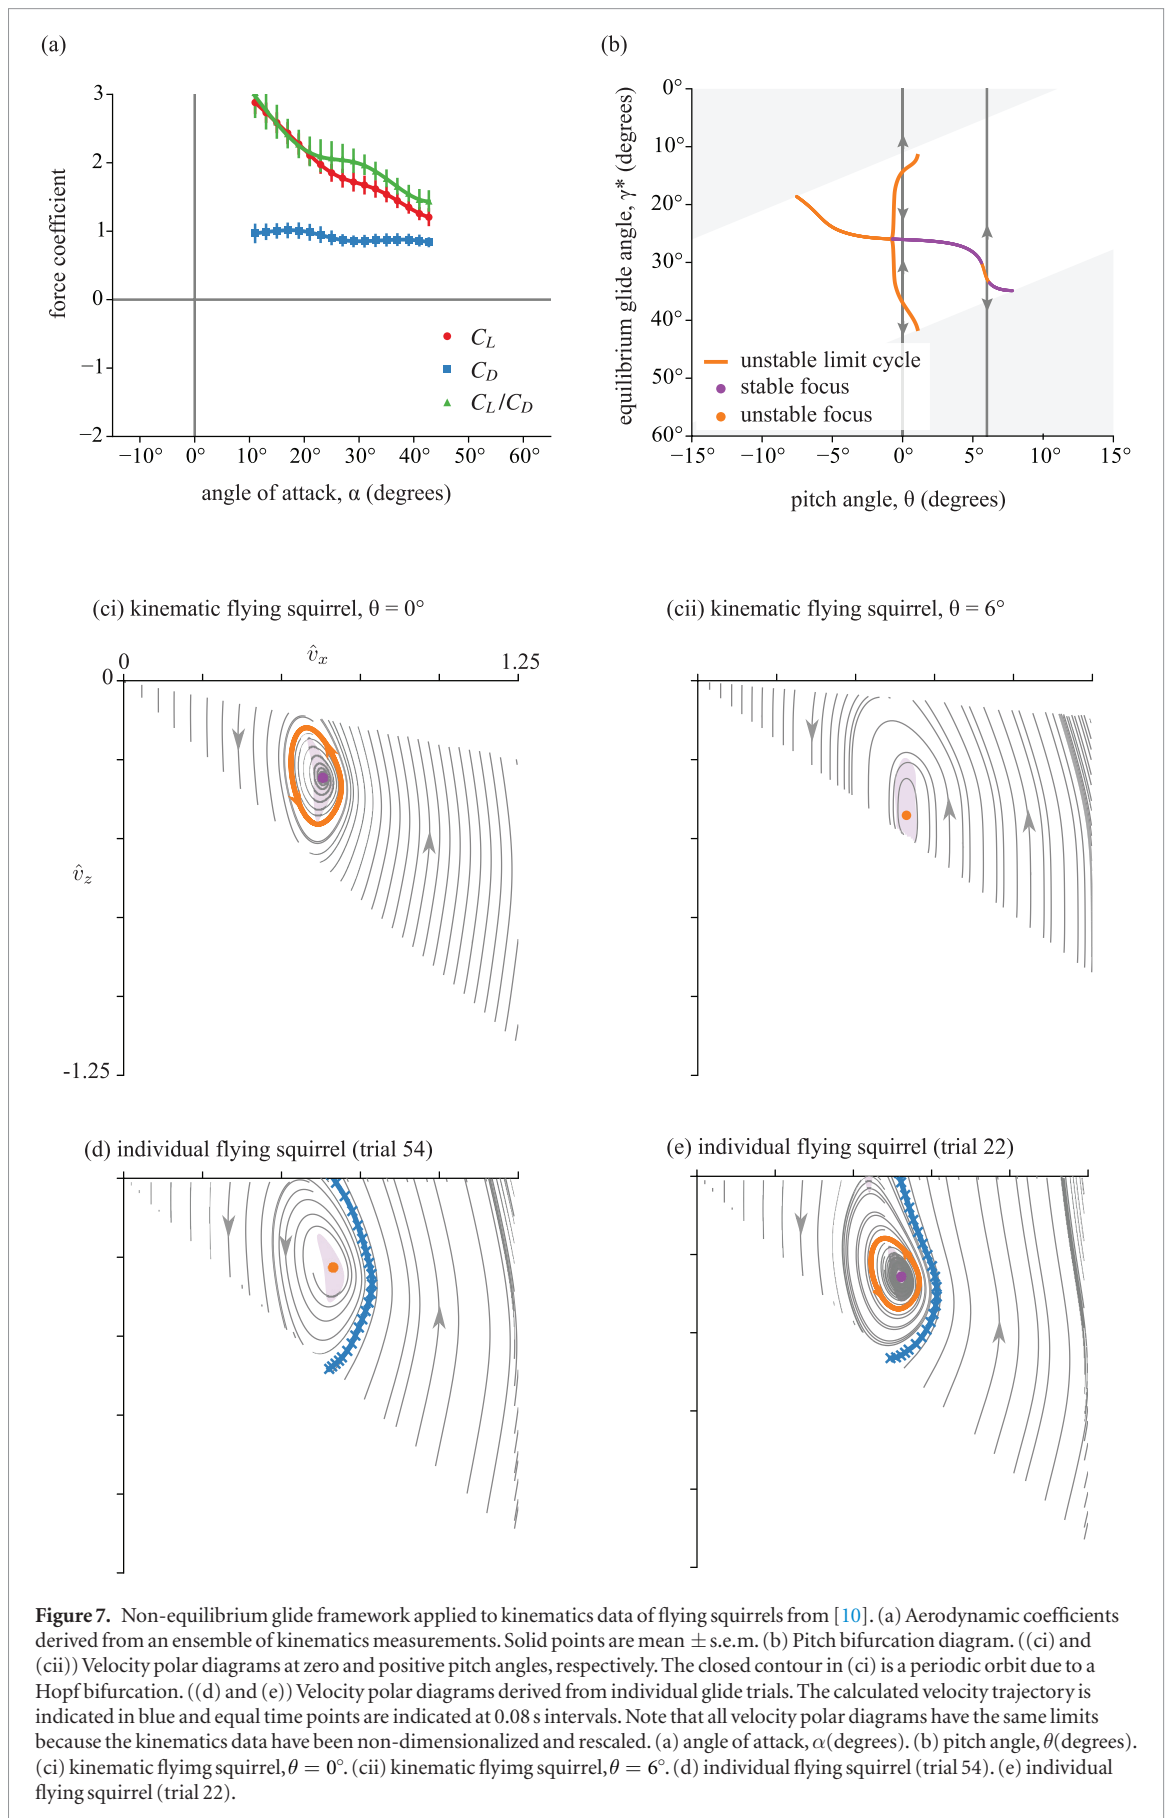 (a)
(b)
3
2
1
0
−1
−2
force coefficient
C_L
C_D
C_L/C_D
−10° 0° 10° 20° 30° 40° 50° 60°
angle of attack, α (degrees)
0°
10°
20°
30°
40°
50°
60°
equilibrium glide angle, γ* (degrees)
unstable limit cycle
stable focus
unstable focus
−15° −10° −5° 0° 5° 10° 15°
pitch angle, θ (degrees)
(ci) kinematic flying squirrel, θ = 0°
(cii) kinematic flying squirrel, θ = 6°
0 v̂_x 1.25
0
v̂_z
-1.25
(d) individual flying squirrel (trial 54)
(e) individual flying squirrel (trial 22)
Figure 7. Non-equilibrium glide framework applied to kinematics data of flying squirrels from [10]. (a) Aerodynamic coefficients
derived from an ensemble of kinematics measurements. Solid points are mean ± s.e.m. (b) Pitch bifurcation diagram. ((ci) and
(cii)) Velocity polar diagrams at zero and positive pitch angles, respectively. The closed contour in (ci) is a periodic orbit due to a
Hopf bifurcation. ((d) and (e)) Velocity polar diagrams derived from individual glide trials. The calculated velocity trajectory is
indicated in blue and equal time points are indicated at 0.08 s intervals. Note that all velocity polar diagrams have the same limits
because the kinematics data have been non-dimensionalized and rescaled. (a) angle of attack, α(degrees). (b) pitch angle, θ(degrees).
(ci) kinematic flyimg squirrel, θ = 0°. (cii) kinematic flyimg squirrel, θ = 6°. (d) individual flying squirrel (trial 54). (e) individual
flying squirrel (trial 22).